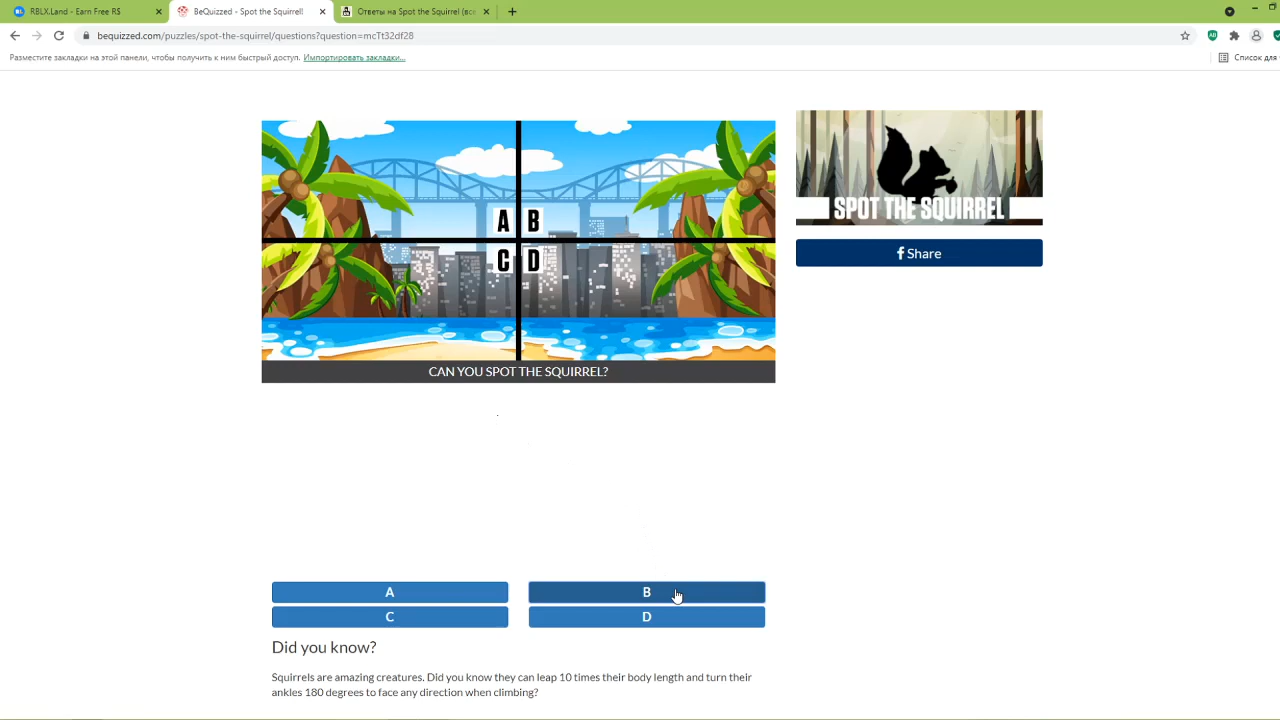 RBLX.Land - Earn Free R$
BeQuizzed - Spot the Squirrel!
Ответы на Spot the Squirrel (все
bequizzed.com/puzzles/spot-the-squirrel/questions?question=mcTt32df28
Разместите закладки на этой панели, чтобы получить к ним быстрый доступ. Импортировать закладки...
Список для
A B
C D
CAN YOU SPOT THE SQUIRREL?
SPOT THE SQUIRREL
Share
A
B
C
D
Did you know?
Squirrels are amazing creatures. Did you know they can leap 10 times their body length and turn their
ankles 180 degrees to face any direction when climbing?